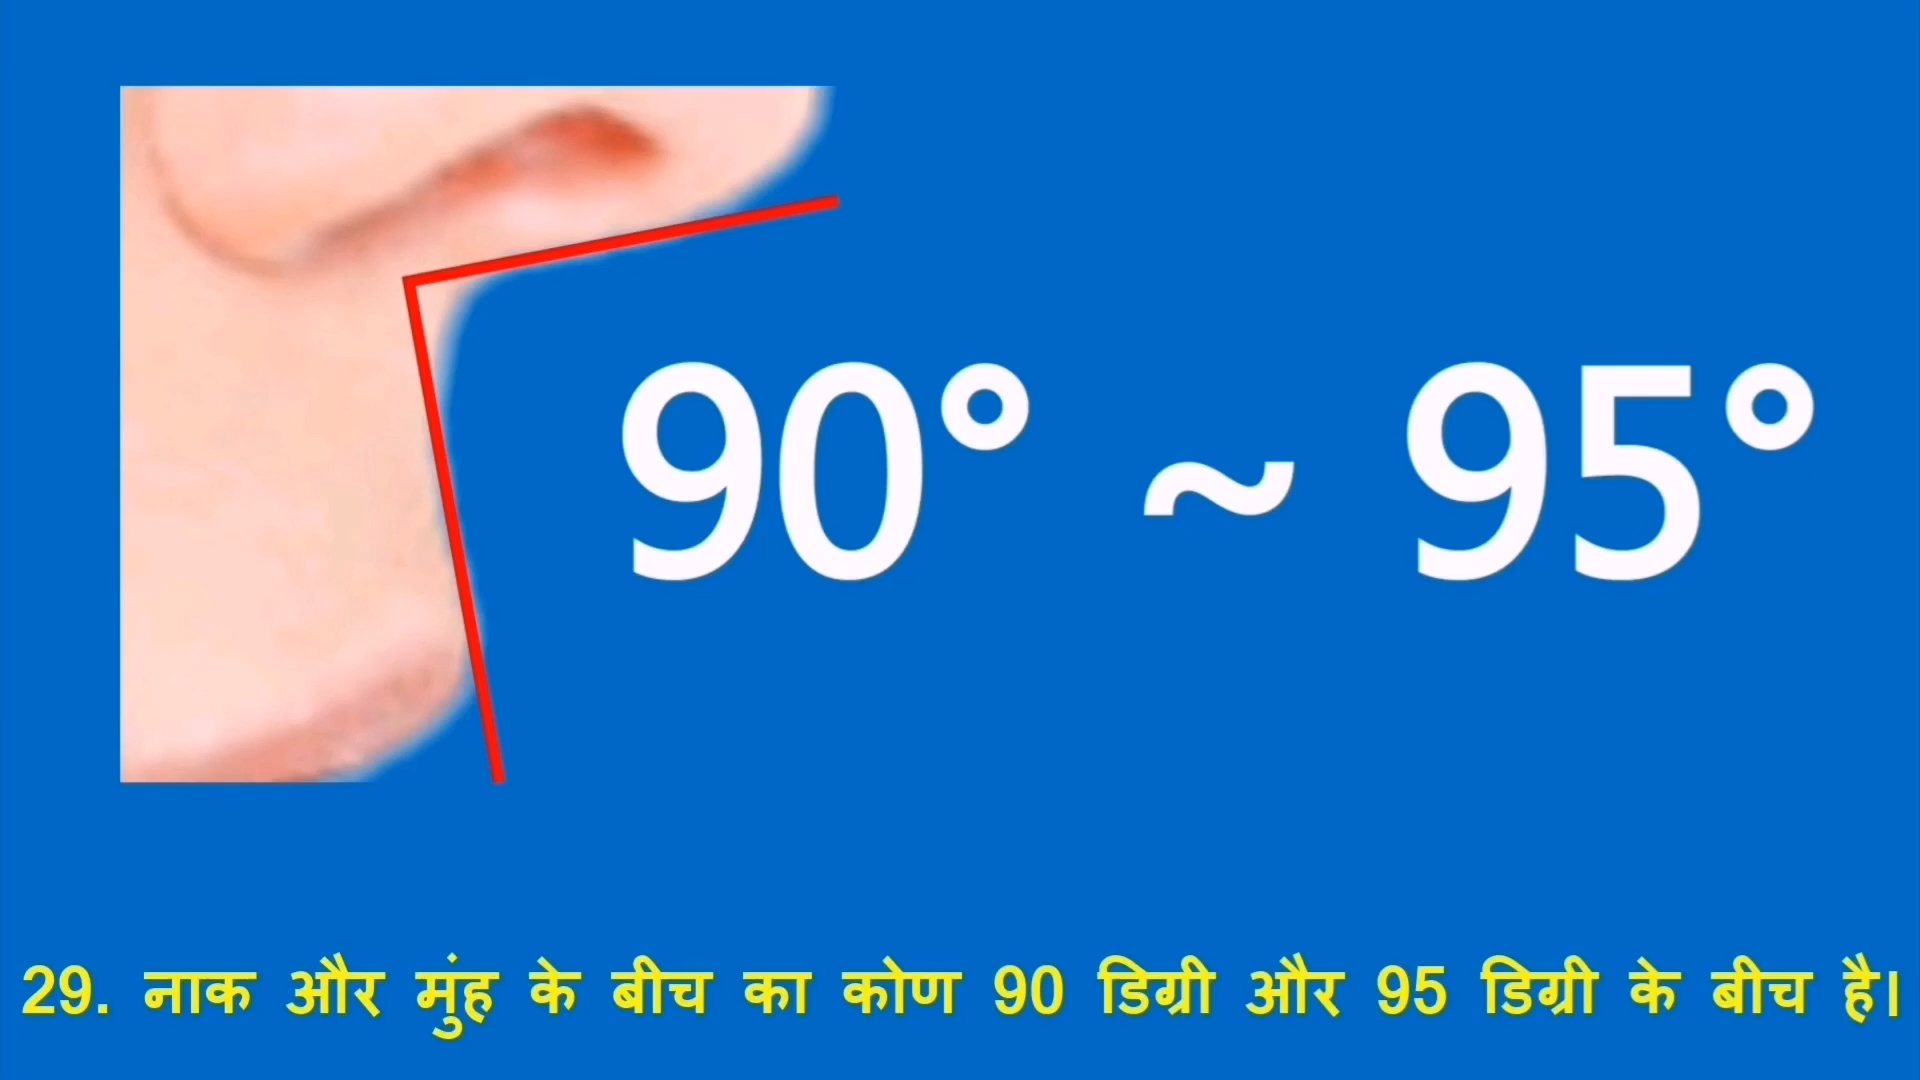 90° ~ 95°
29. नाक और मुंह के बीच का कोण 90 डिग्री और 95 डिग्री के बीच है।